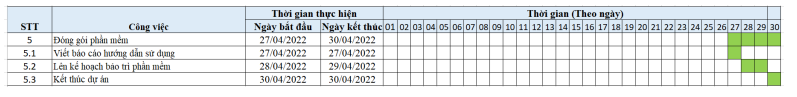 STT Công việc Thời gian thực hiện Thời gian (Theo ngày)
Ngày bắt đầu Ngày kết thúc 01 02 03 04 05 06 07 08 09 10 11 12 13 14 15 16 17 18 19 20 21 22 23 24 25 26 27 28 29 30
5 Đóng gói phần mềm 27/04/2022 30/04/2022
5.1 Viết báo cáo hướng dẫn sử dụng 27/04/2022 27/04/2022
5.2 Lên kế hoạch bảo trì phần mềm 28/04/2022 29/04/2022
5.3 Kết thúc dự án 30/04/2022 30/04/2022